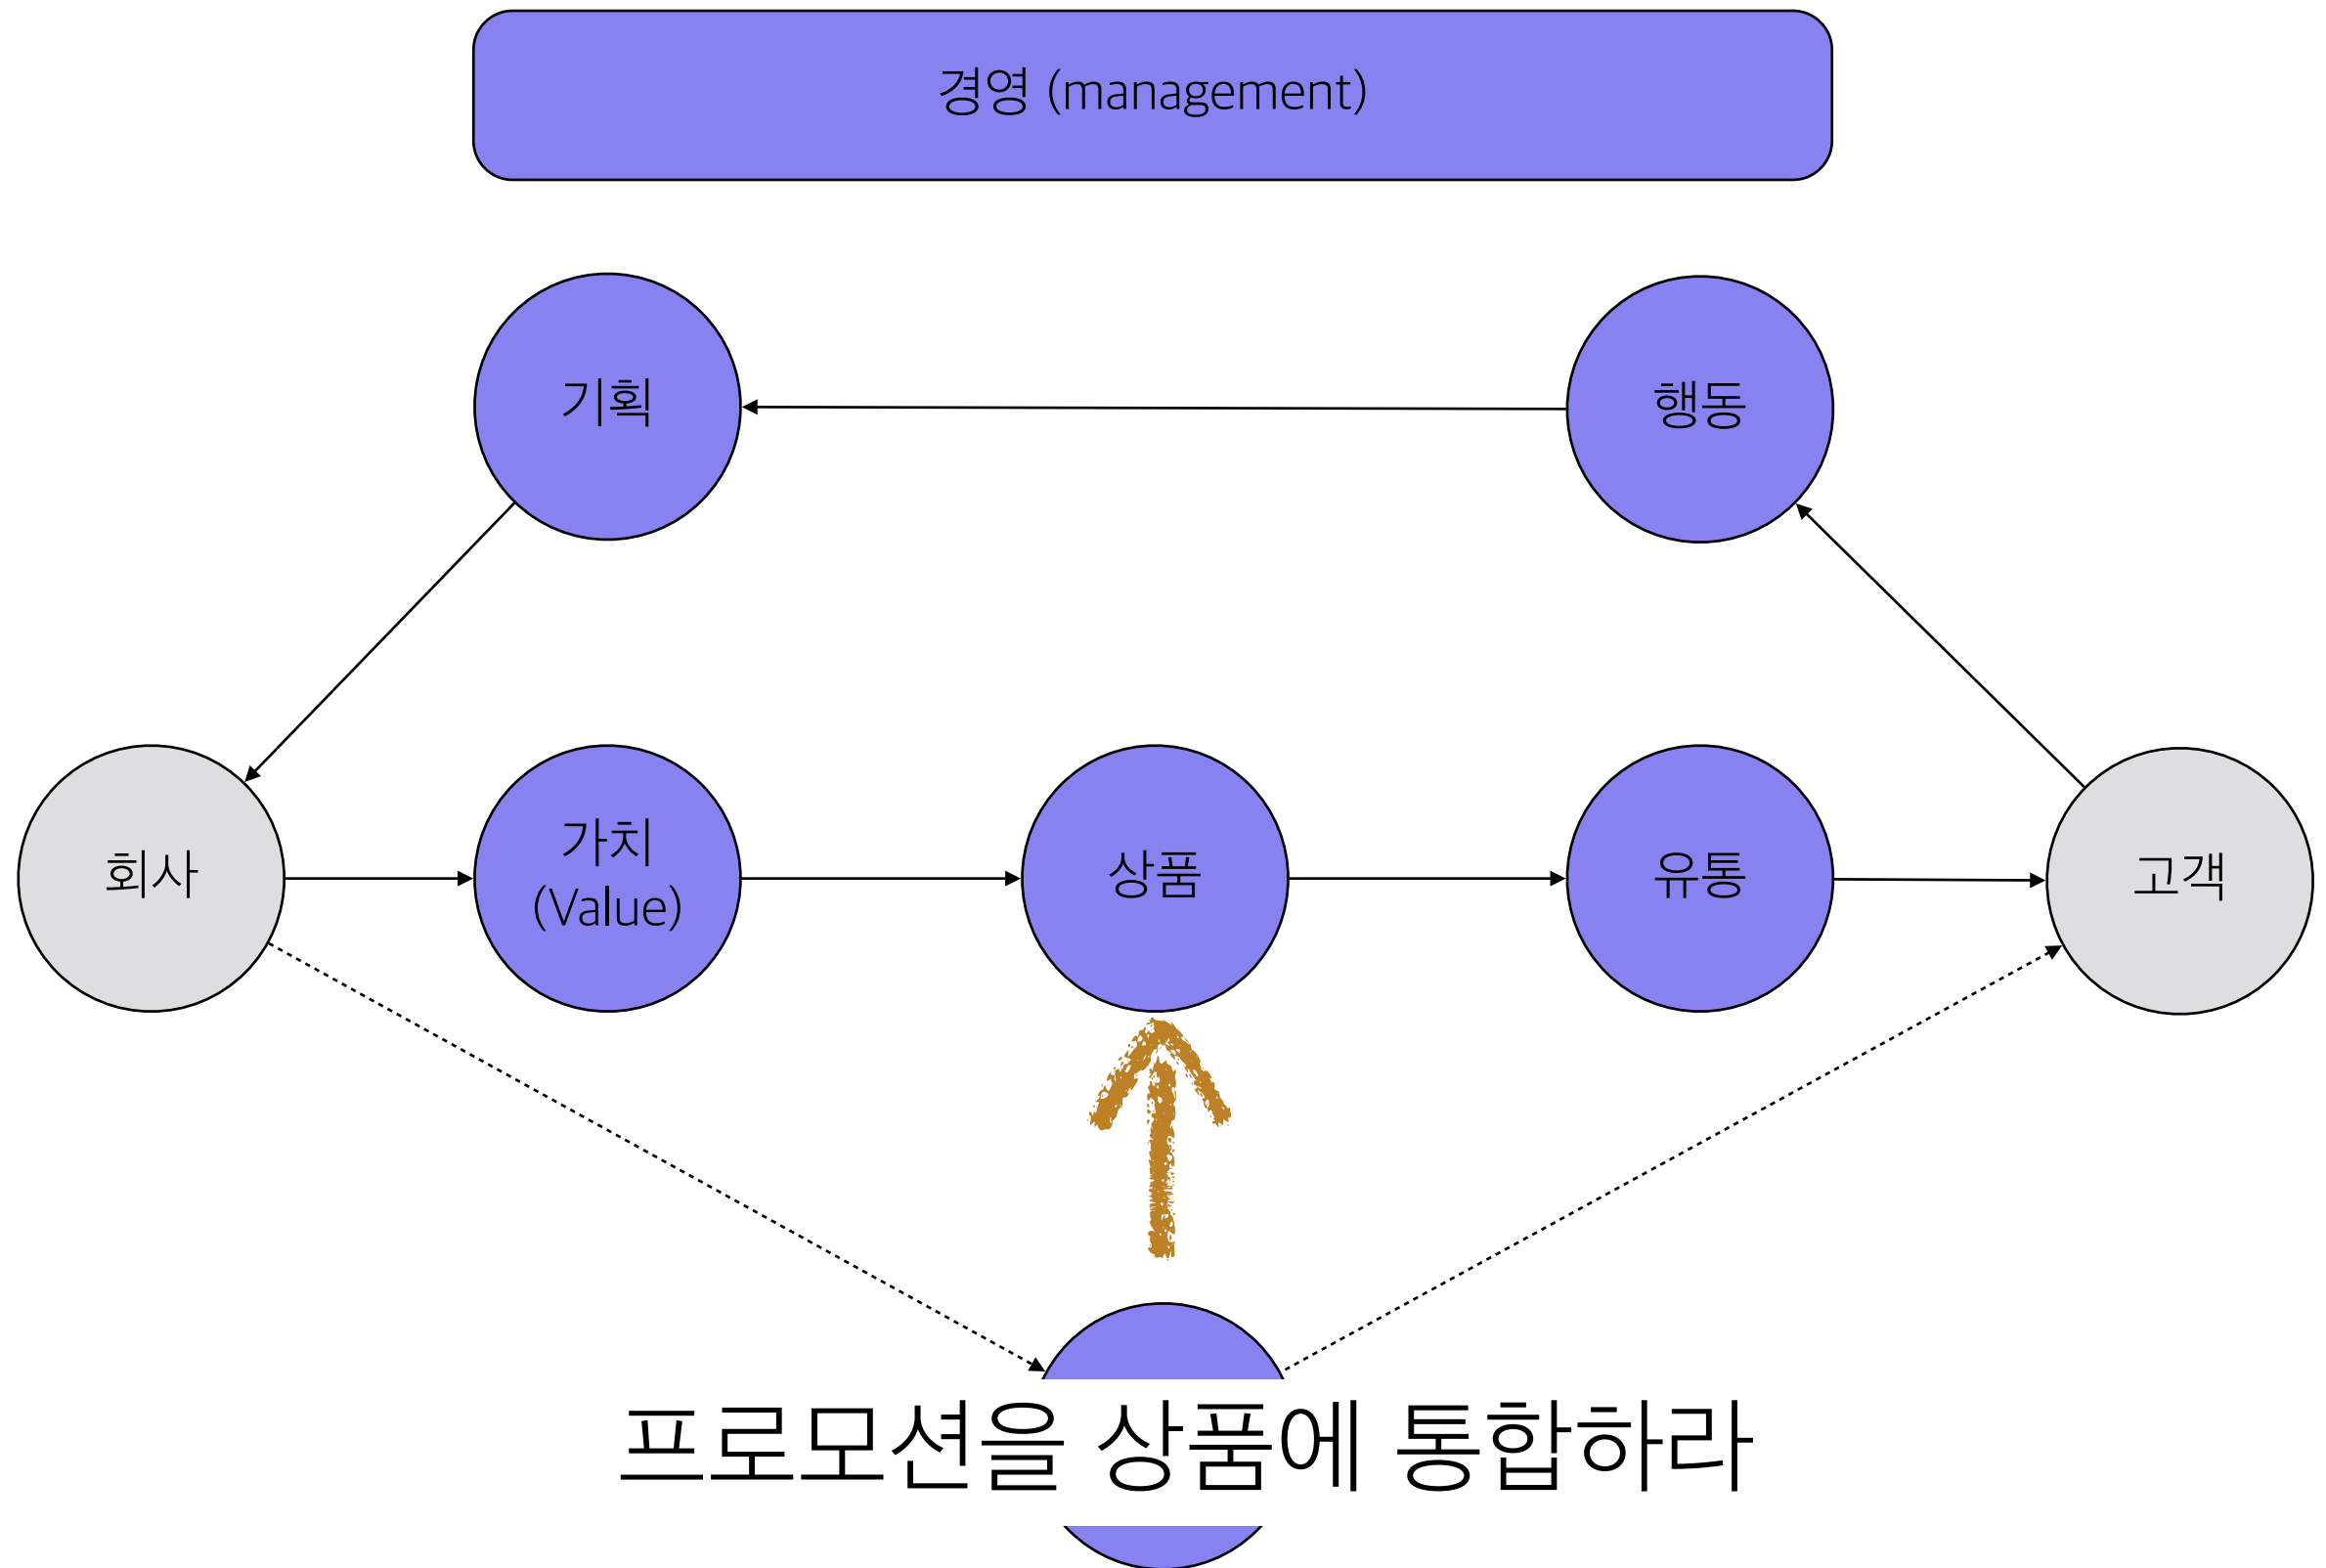 경영 (management)
기획
행동
회사
가치
(Value)
상품
유통
고객
프로모션을 상품에 통합하라